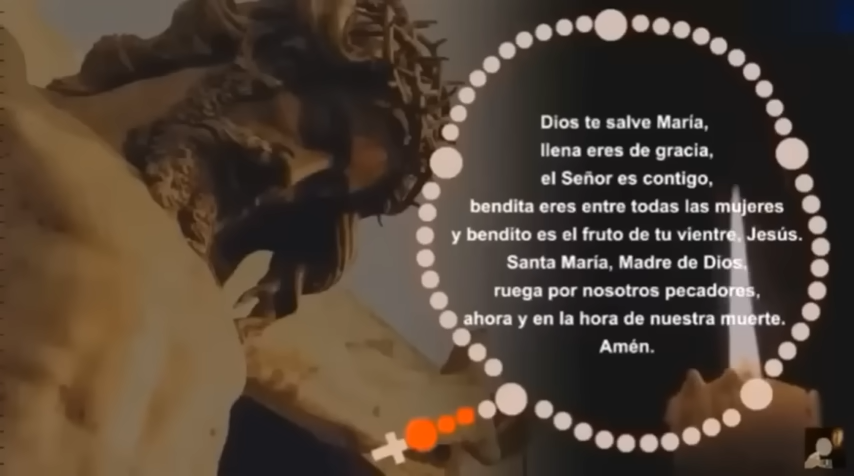 Dios te salve María,
llena eres de gracia,
el Señor es contigo,
bendita eres entre todas las mujeres
y bendito es el fruto de tu vientre, Jesús.
Santa María, Madre de Dios,
ruega por nosotros pecadores,
ahora y en la hora de nuestra muerte.
Amén.